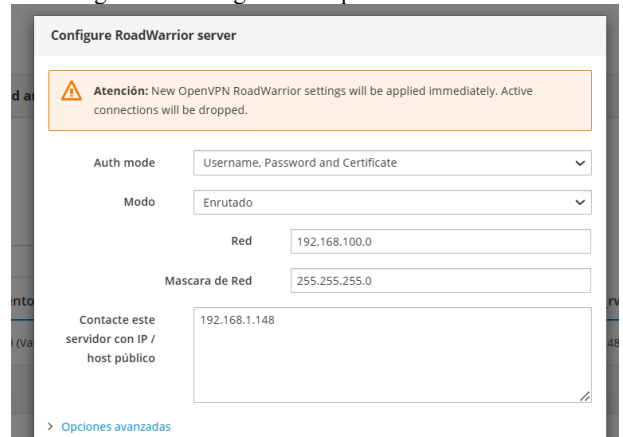 Configure RoadWarrior server
Atención: New OpenVPN RoadWarrior settings will be applied immediately. Active
connections will be dropped.
Auth mode
Username, Password and Certificate
Modo
Enrutado
Red
192.168.100.0
Mascara de Red
255.255.255.0
Contacte este
servidor con IP /
host público
192.168.1.148
Opciones avanzadas